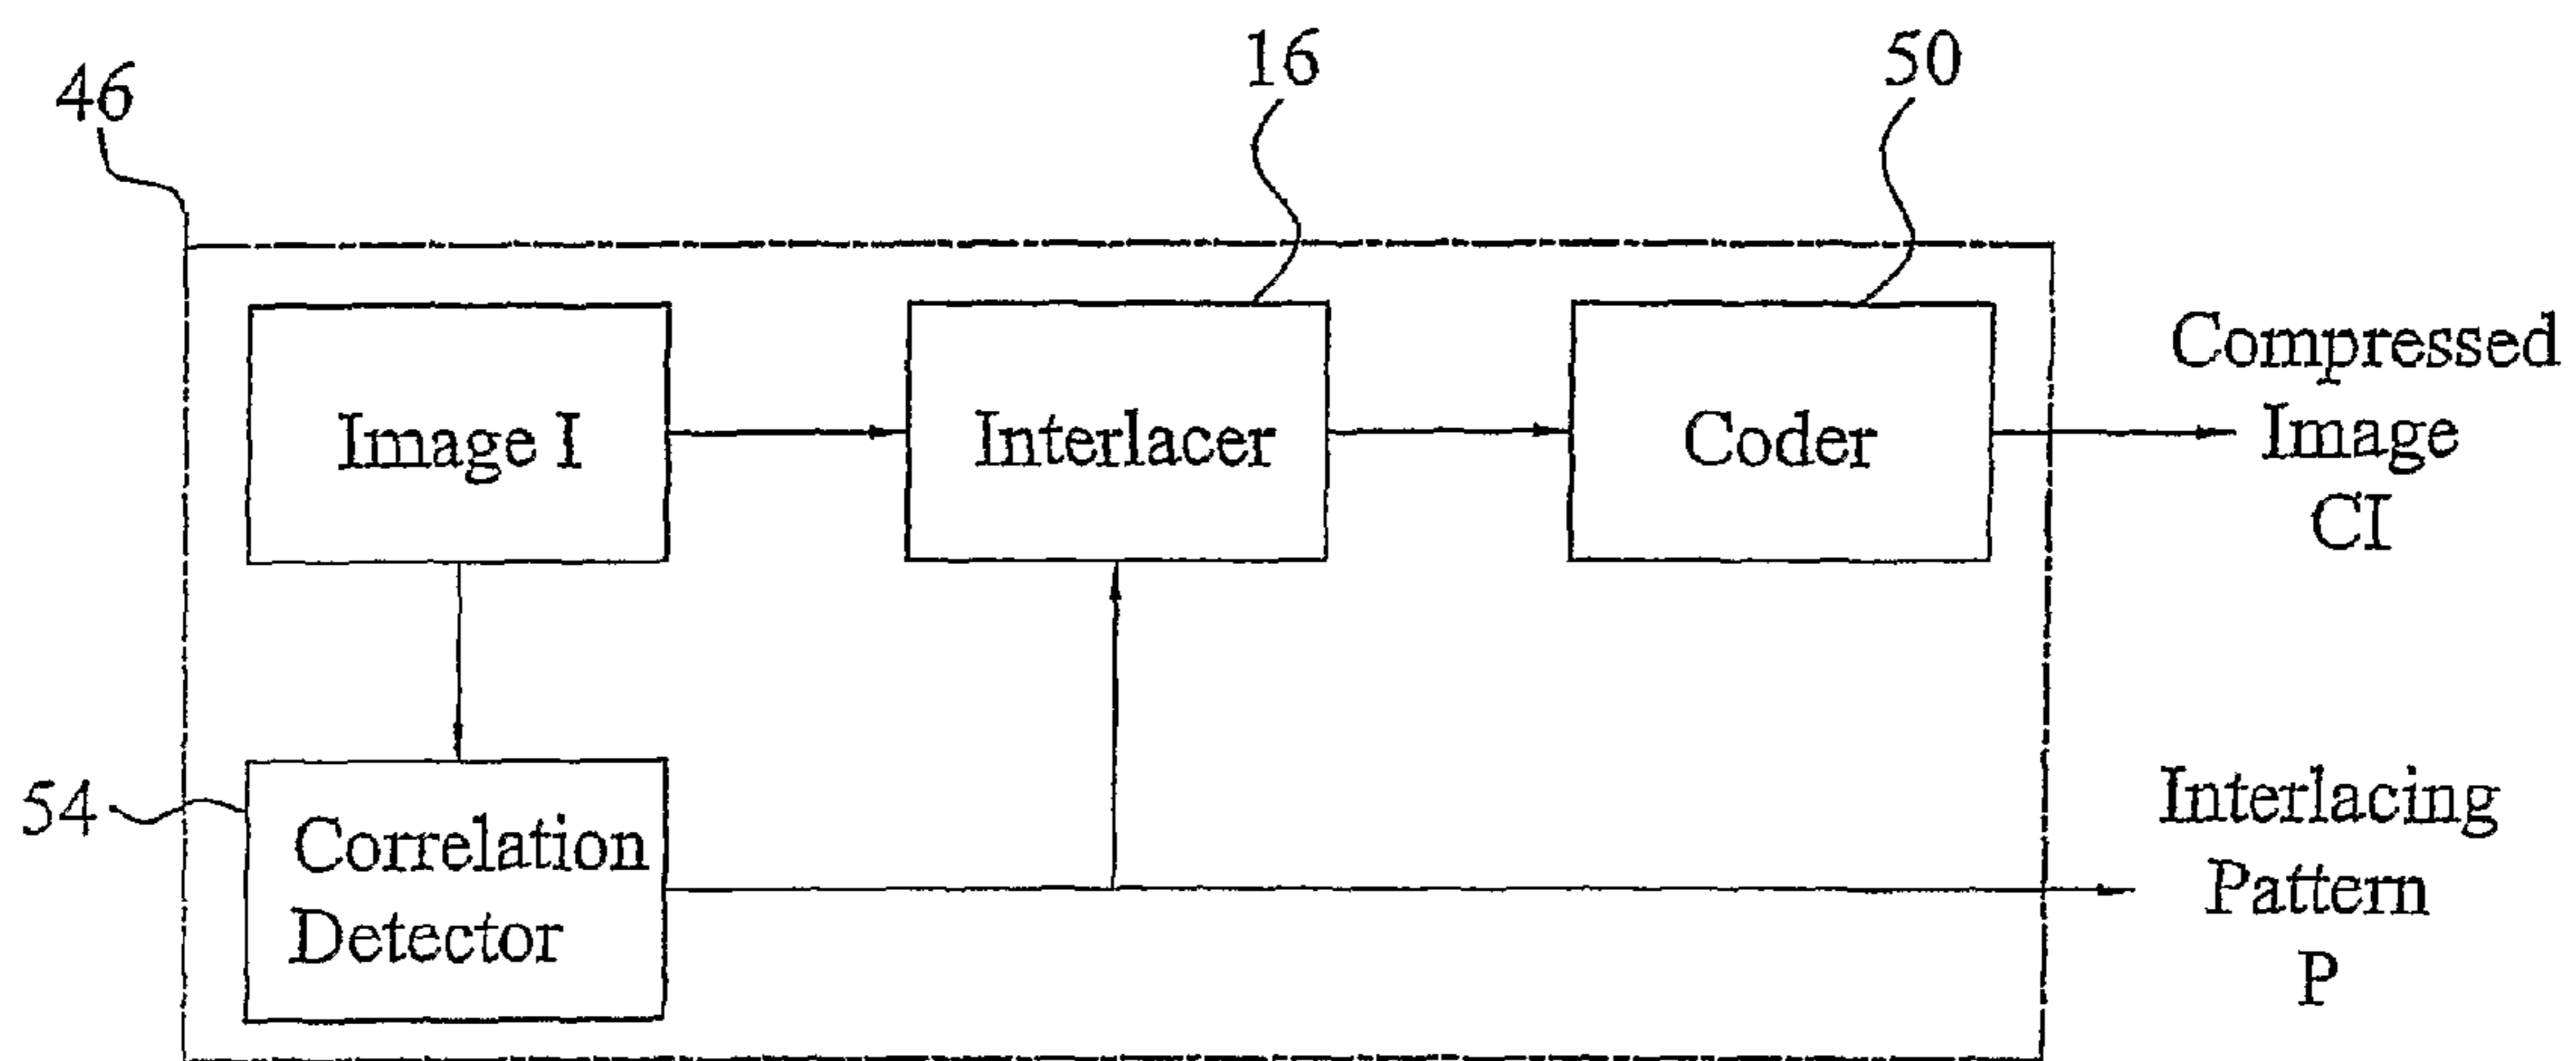 46
16
50
Image I
Interlacer
Coder
Compressed
Image
CI
54
Correlation
Detector
Interlacing
Pattern
P